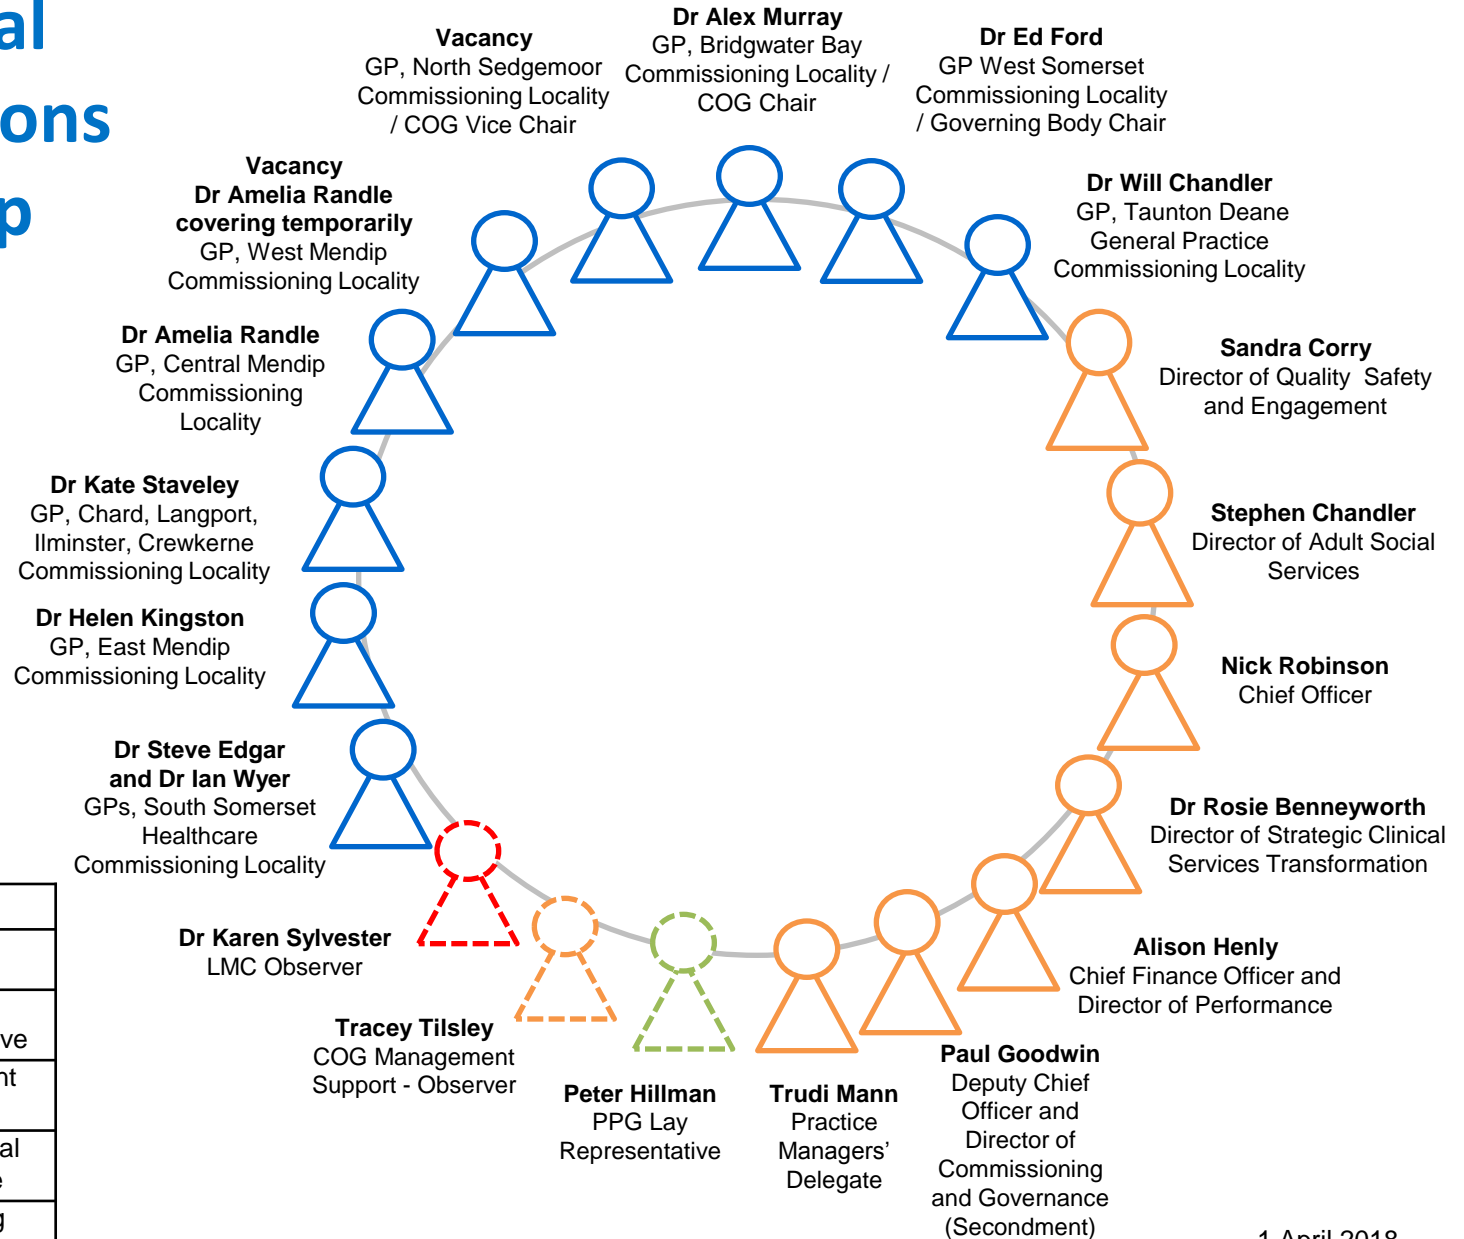 al
ons
p
Vacancy
GP, North Sedgemoor
Commissioning Locality
/ COG Vice Chair
Dr Alex Murray
GP, Bridgwater Bay
Commissioning Locality /
COG Chair
Dr Ed Ford
GP West Somerset
Commissioning Locality
/ Governing Body Chair
Vacancy
Dr Amelia Randle
covering temporarily
GP, West Mendip
Commissioning Locality
Dr Will Chandler
GP, Taunton Deane
General Practice
Commissioning Locality
Dr Amelia Randle
GP, Central Mendip
Commissioning
Locality
Sandra Corry
Director of Quality Safety
and Engagement
Dr Kate Staveley
GP, Chard, Langport,
Ilminster, Crewkerne
Commissioning Locality
Stephen Chandler
Director of Adult Social
Services
Dr Helen Kingston
GP, East Mendip
Commissioning Locality
Nick Robinson
Chief Officer
Dr Steve Edgar
and Dr Ian Wyer
GPs, South Somerset
Healthcare
Commissioning Locality
Dr Rosie Benneyworth
Director of Strategic Clinical
Services Transformation
Dr Karen Sylvester
LMC Observer
Alison Henly
Chief Finance Officer and
Director of Performance
Tracey Tilsley
COG Management
Support - Observer
Peter Hillman
PPG Lay
Representative
Trudi Mann
Practice
Managers’
Delegate
Paul Goodwin
Deputy Chief
Officer and
Director of
Commissioning
and Governance
(Secondment)
ve
nt
al
e
g
1 April 2018